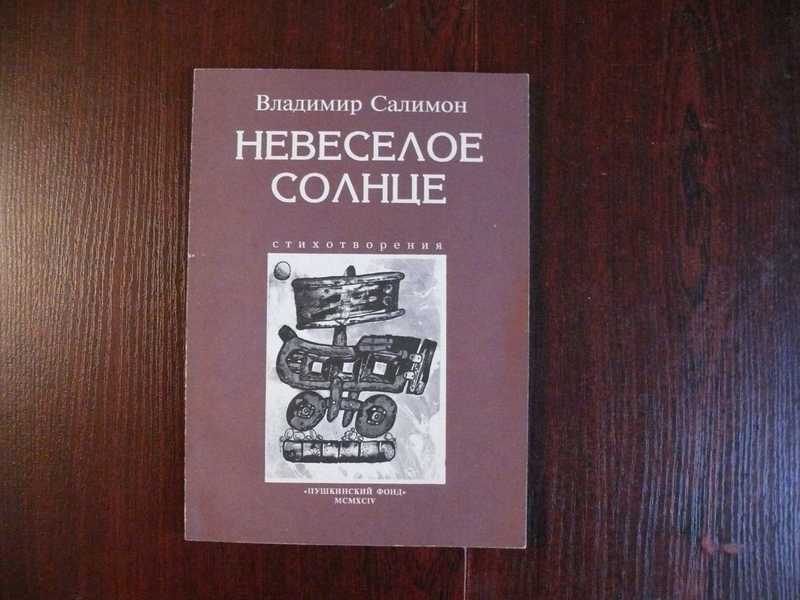 Владимир Салимон
НЕВЕСЕЛОЕ
СОЛНЦЕ
стихотворения
«ПУШКИНСКИЙ ФОНД»
MCMXCIV